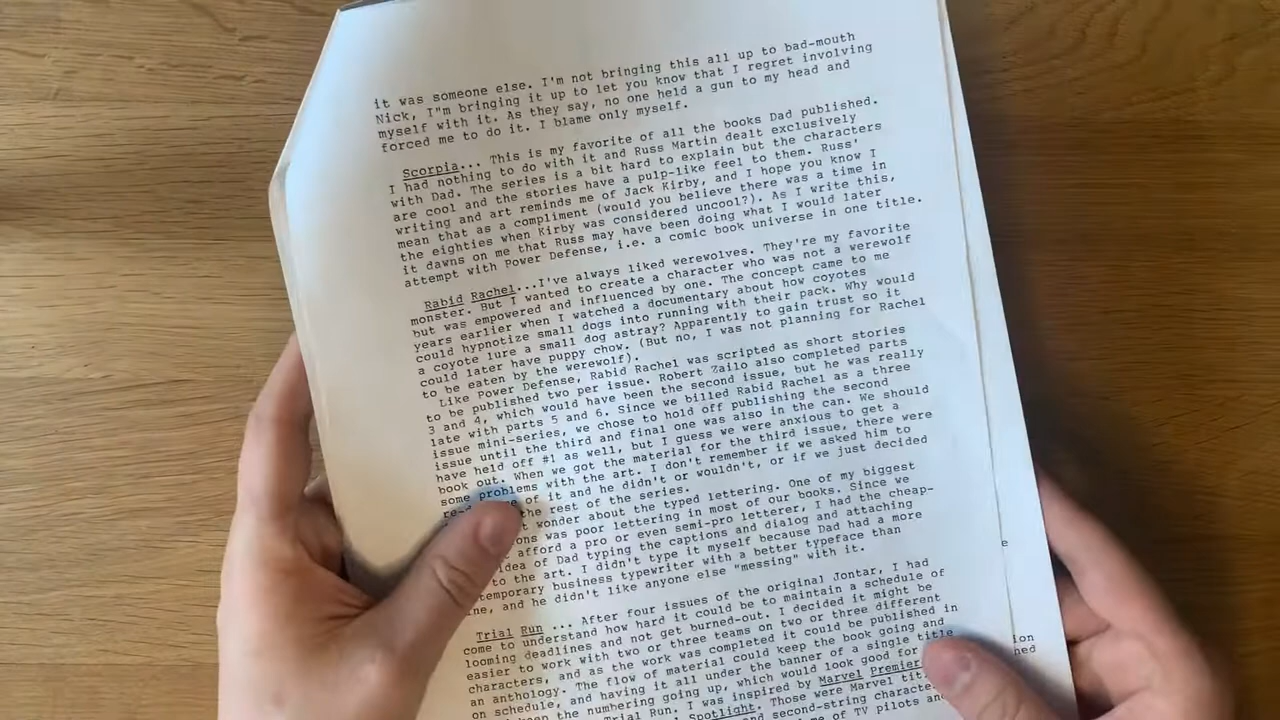 it was someone else. I'm not bringing this all up to bad-mouth
Nick, I"m bringing it up to let you know that I regret involving
myself with it. As they say, no one held a gun to my head and
forced me to do it. I blame only myself.
Scorpia... This is my favorite of all the books Dad published.
I had nothing to do with it and Russ Martin dealt exclusively
with Dad. The series is a bit hard to explain but the characters
are cool and the stories have a pulp-like feel to them. Russ'
writing and art reminds me of Jack Kirby, and I hope you know I
mean that as a compliment (would you believe there was a time in
the eighties when Kirby was considered uncool?). As I write this,
it dawns on me that Russ may have been doing what I would later
attempt with Power Defense, i.e. a comic book universe in one title.
Rabid Rachel...I've always liked werewolves. They're my favorite
monster. But I wanted to create a character who was not a werewolf
but was empowered and influenced by one. The concept came to me
years earlier when I watched a documentary about how coyotes
could hypnotize small dogs into running with their pack. Why would
a coyote lure a small dog astray? Apparently to gain trust so it
could later have puppy chow. (But no, I was not planning for Rachel
to be eaten by the werewolf).
Like Power Defense, Rabid Rachel was scripted as short stories
to be published two per issue. Robert Zailo also completed parts
3 and 4, which would have been the second issue, but he was really
late with parts 5 and 6. Since we billed Rabid Rachel as a three
issue mini-series, we chose to hold off publishing the second
issue until the third and final one was also in the can. We should
have held off #1 as well, but I guess we were anxious to get a
book out. When we got the material for the third issue, there were
some problems with the art. I don't remember if we asked him to
of it and he didn't or wouldn't, or if we just decided
the rest of the series.
wonder about the typed lettering. One of my biggest
was poor lettering in most of our books. Since we
afford a pro or even semi-pro letterer, I had the cheap-
idea of Dad typing the captions and dialog and attaching
to the art. I didn't type it myself because Dad had a more
temporary business typewriter with a better typeface than
ne, and he didn't like anyone else "messing" with it.
Trial Run ... After four issues of the original Jontar, I had
come to understand how hard it could be to maintain a schedule of
looming deadlines and not get burned-out. I decided it might be
easier to work with two or three teams on two or three different
characters, and as the work was completed it could be published in
an anthology. The flow of material could keep the book going and
on schedule, and having it all under the banner of a single title
the numbering going up, which would look good for
Trial Run. I was inspired by Marvel Premier
Spotlight. Those were Marvel
and second-string
of TV pilots